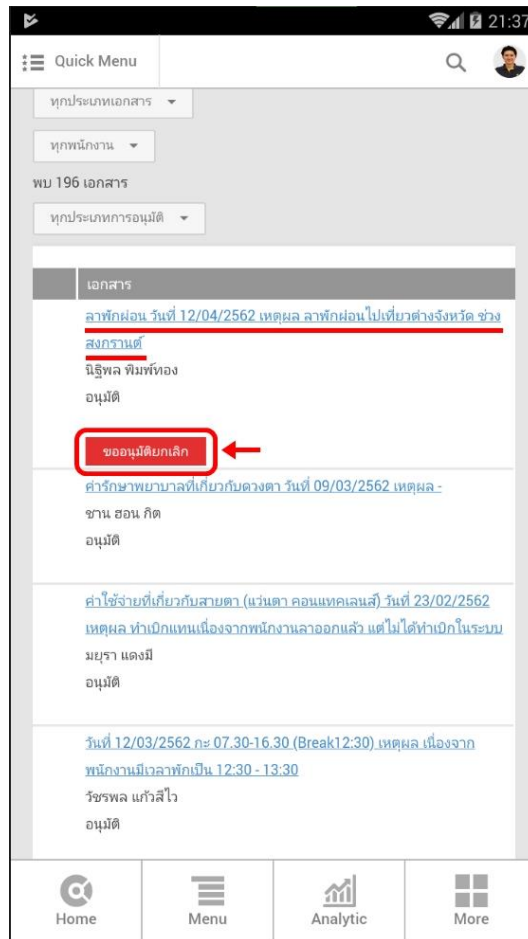 21:37
Quick Menu
ทุกประเภทเอกสาร
ทุกพนักงาน
พบ 196 เอกสาร
ทุกประเภทการอนุมัติ
เอกสาร
ลาพักผ่อน วันที่ 12/04/2562 เหตุผล ลาพักผ่อนไปเที่ยวต่างจังหวัด ช่วง
สงกรานต์
นิธิพล พิมพ์ทอง
อนุมัติ
ขออนุมัติยกเลิก
ค่ารักษาพยาบาลที่เกี่ยวกับดวงตา วันที่ 09/03/2562 เหตุผล -
ชาน ฮอน กิต
อนุมัติ
ค่าใช้จ่ายที่เกี่ยวกับสายตา (แว่นตา คอนแทคเลนส์) วันที่ 23/02/2562
เหตุผล ทำเบิกแทนเนื่องจากพนักงานลาออกแล้ว แต่ไม่ได้ทำเบิกในระบบ
มยุรา แดงมี
อนุมัติ
วันที่ 12/03/2562 กะ 07.30-16.30 (Break12:30) เหตุผล เนื่องจาก
พนักงานมีเวลาพักเป็น 12:30 - 13:30
วัชรพล แก้วสีไว
อนุมัติ
Home
Menu
Analytic
More